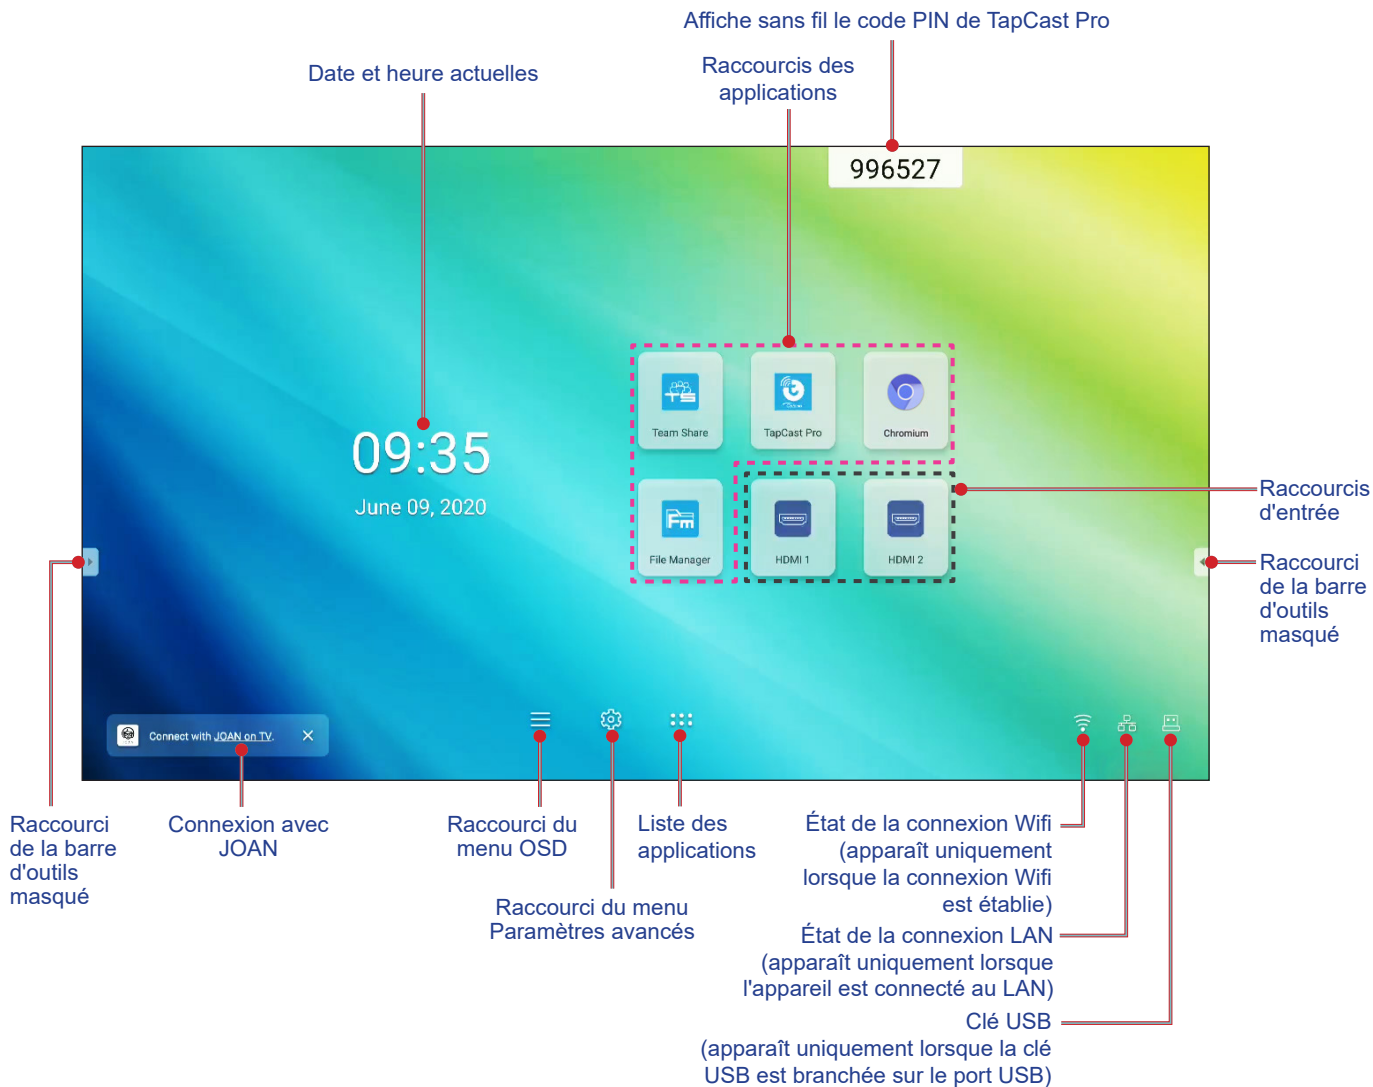 Affiche sans fil le code PIN de TapCast Pro
Raccourcis des
applications
Date et heure actuelles
996527
Team Share
TapCast Pro
Chromium
09:35
June 09, 2020
File Manager
HDMI 1
HDMI 2
Raccourcis
d'entrée
Raccourci
de la barre
d'outils
masqué
Connect with JOAN on TV.
Raccourci
de la barre
d'outils
masqué
Connexion avec
JOAN
Raccourci du
menu OSD
Raccourci du menu
Paramètres avancés
Liste des
applications
État de la connexion Wifi
(apparaît uniquement
lorsque la connexion Wifi
est établie)
État de la connexion LAN
(apparaît uniquement lorsque
l'appareil est connecté au LAN)
Clé USB
(apparaît uniquement lorsque la clé
USB est branchée sur le port USB)